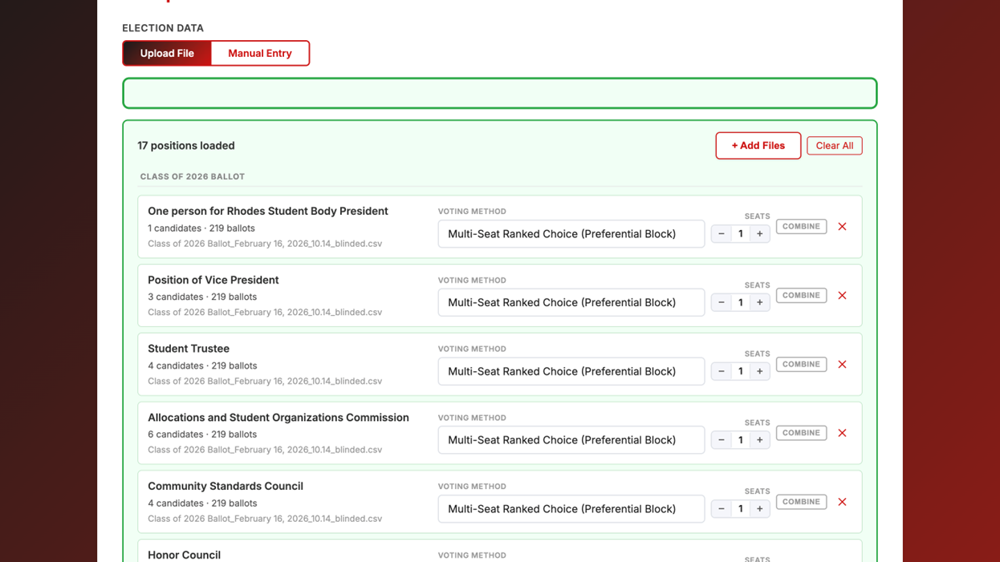 ELECTION DATA
Upload File
Manual Entry
17 positions loaded
+ Add Files
Clear All
CLASS OF 2026 BALLOT
One person for Rhodes Student Body President
1 candidates · 219 ballots
Class of 2026 Ballot_February 16, 2026_10.14_blinded.csv
VOTING METHOD
Multi-Seat Ranked Choice (Preferential Block)
SEATS
− 1 +
COMBINE
×
Position of Vice President
3 candidates · 219 ballots
Class of 2026 Ballot_February 16, 2026_10.14_blinded.csv
VOTING METHOD
Multi-Seat Ranked Choice (Preferential Block)
SEATS
− 1 +
COMBINE
×
Student Trustee
4 candidates · 219 ballots
Class of 2026 Ballot_February 16, 2026_10.14_blinded.csv
VOTING METHOD
Multi-Seat Ranked Choice (Preferential Block)
SEATS
− 1 +
COMBINE
×
Allocations and Student Organizations Commission
6 candidates · 219 ballots
Class of 2026 Ballot_February 16, 2026_10.14_blinded.csv
VOTING METHOD
Multi-Seat Ranked Choice (Preferential Block)
SEATS
− 1 +
COMBINE
×
Community Standards Council
4 candidates · 219 ballots
Class of 2026 Ballot_February 16, 2026_10.14_blinded.csv
VOTING METHOD
Multi-Seat Ranked Choice (Preferential Block)
SEATS
− 1 +
COMBINE
×
Honor Council
VOTING METHOD
SEATS